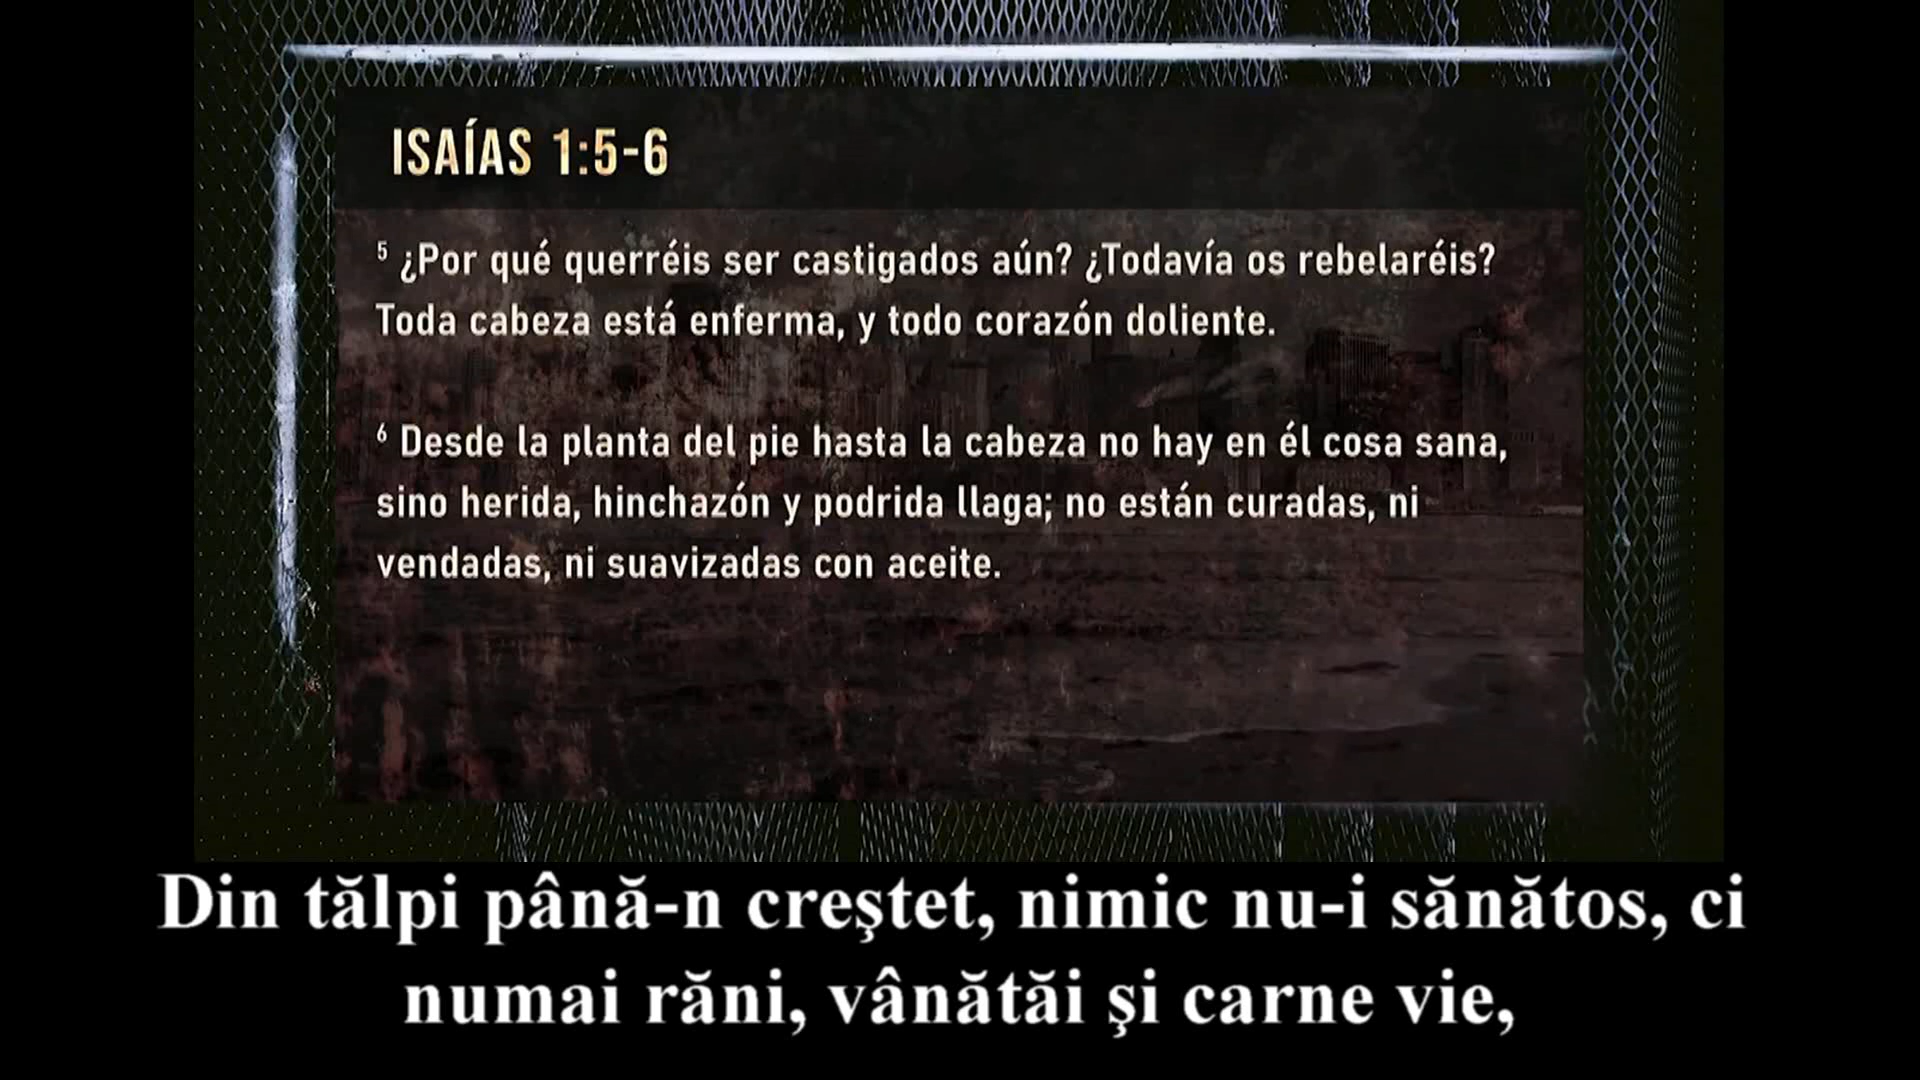 ISAÍAS 1:5-6
5 ¿Por qué querréis ser castigados aún? ¿Todavía os rebelaréis?
Toda cabeza está enferma, y todo corazón doliente.
6 Desde la planta del pie hasta la cabeza no hay en él cosa sana,
sino herida, hinchazón y podrida llaga; no están curadas, ni
vendadas, ni suavizadas con aceite.
Din tălpi până-n creştet, nimic nu-i sănătos, ci
numai răni, vânătăi şi carne vie,